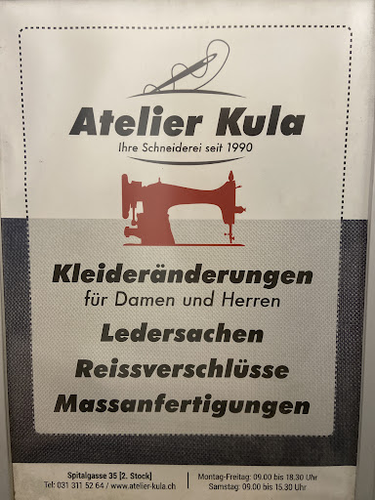 Atelier Kula
Ihre Schneiderei seit 1990
Kleideränderungen
für Damen und Herren
Ledersachen
Reissverschlüsse
Massanfertigungen
Spitalgasse 35 [2. Stock]
Tel: 031 311 52 64 / www.atelier-kula.ch
Montag-Freitag: 09.00 bis 18.30 Uhr
Samstag: 09.00 bis 15.30 Uhr